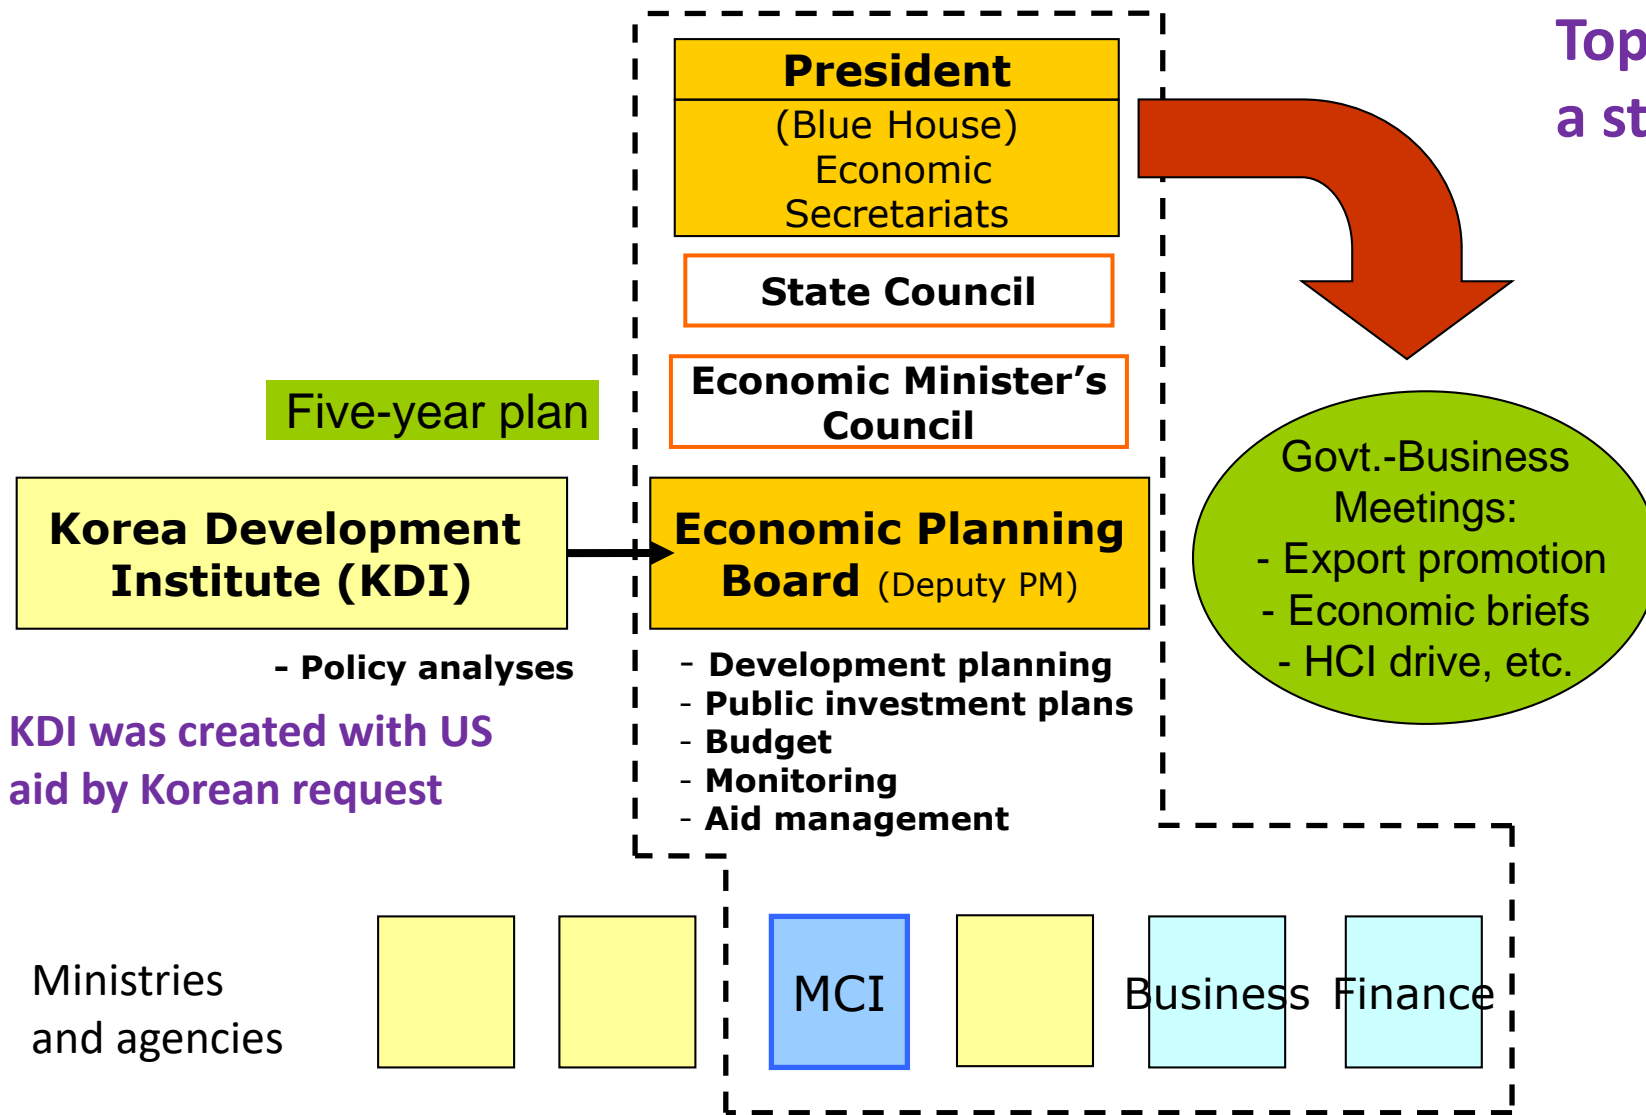 President
(Blue House)
Economic
Secretariats
Top
a st
State Council
Economic Minister’s
Council
Five-year plan
Korea Development
Institute (KDI)
Economic Planning
Board (Deputy PM)
Govt.-Business
Meetings:
- Export promotion
- Economic briefs
- HCI drive, etc.
- Policy analyses
- Development planning
- Public investment plans
- Budget
- Monitoring
- Aid management
KDI was created with US
aid by Korean request
Ministries
and agencies
MCI
Business
Finance